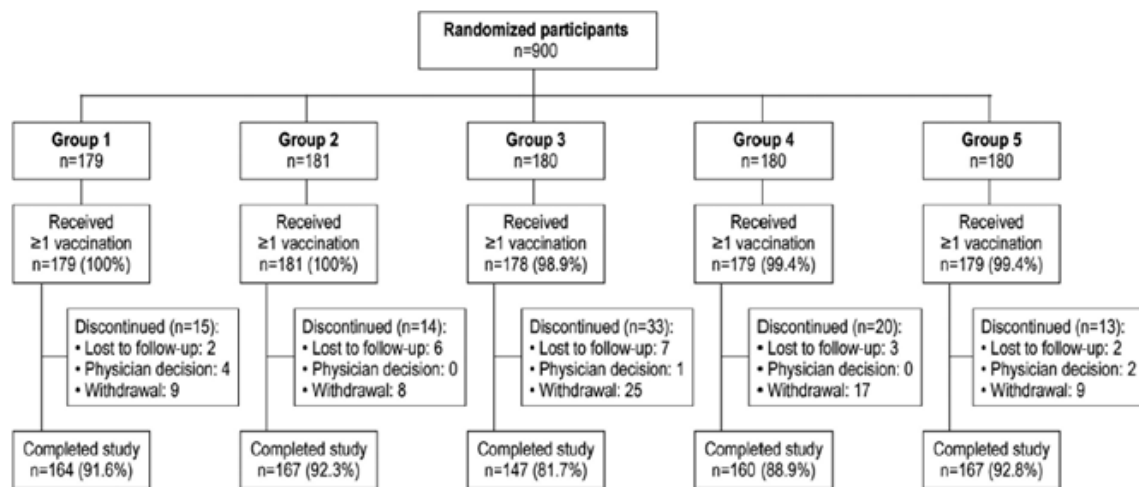 Randomized participants
n=900
Group 1
n=179
Group 2
n=181
Group 3
n=180
Group 4
n=180
Group 5
n=180
Received
≥1 vaccination
n=179 (100%)
Received
≥1 vaccination
n=181 (100%)
Received
≥1 vaccination
n=178 (98.9%)
Received
≥1 vaccination
n=179 (99.4%)
Received
≥1 vaccination
n=179 (99.4%)
Discontinued (n=15):
• Lost to follow-up: 2
• Physician decision: 4
• Withdrawal: 9
Discontinued (n=14):
• Lost to follow-up: 6
• Physician decision: 0
• Withdrawal: 8
Discontinued (n=33):
• Lost to follow-up: 7
• Physician decision: 1
• Withdrawal: 25
Discontinued (n=20):
• Lost to follow-up: 3
• Physician decision: 0
• Withdrawal: 17
Discontinued (n=13):
• Lost to follow-up: 2
• Physician decision: 2
• Withdrawal: 9
Completed study
n=164 (91.6%)
Completed study
n=167 (92.3%)
Completed study
n=147 (81.7%)
Completed study
n=160 (88.9%)
Completed study
n=167 (92.8%)